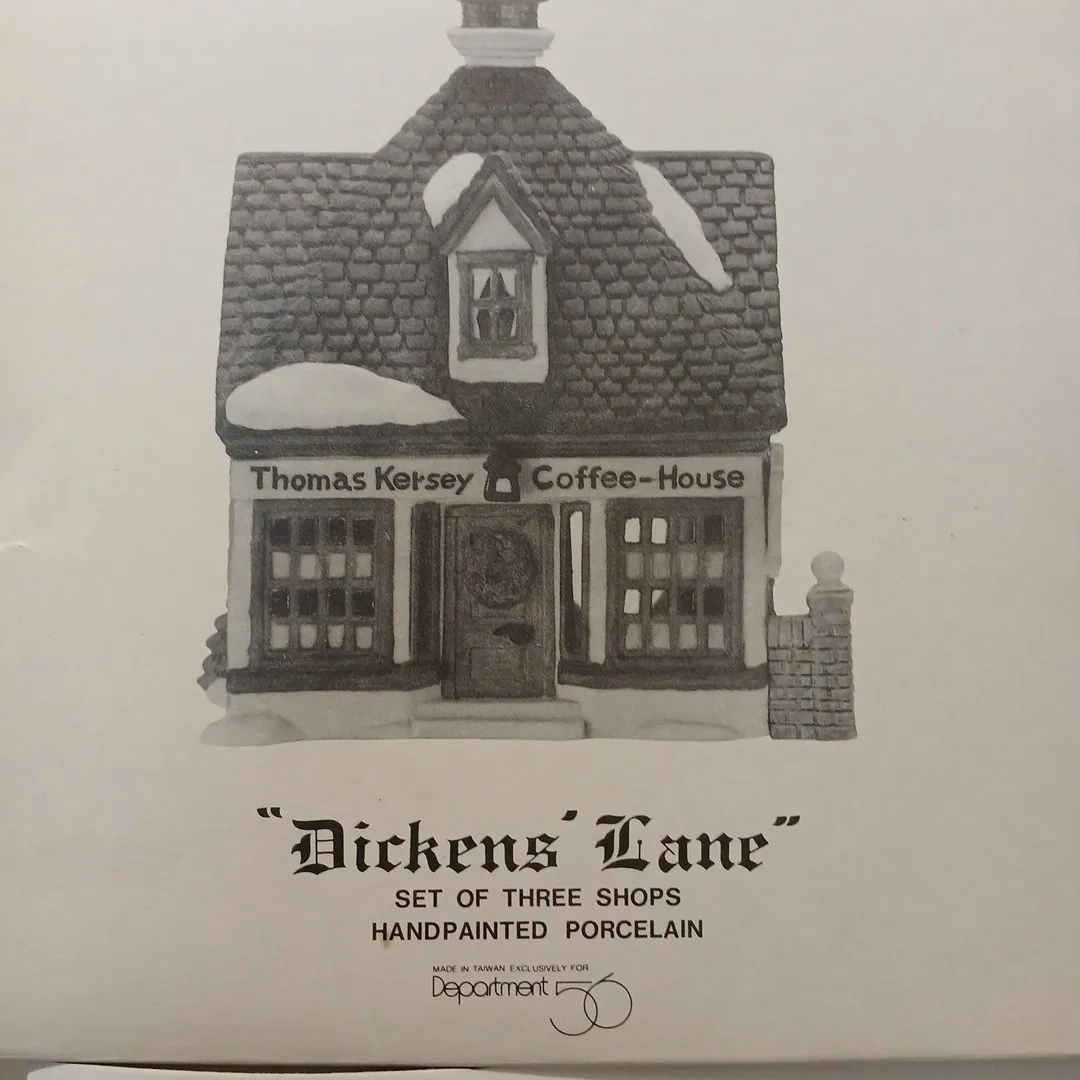 Thomas Kersey Coffee-House
"Dickens' Lane"
SET OF THREE SHOPS
HANDPAINTED PORCELAIN
MADE IN TAIWAN EXCLUSIVELY FOR
Department 56